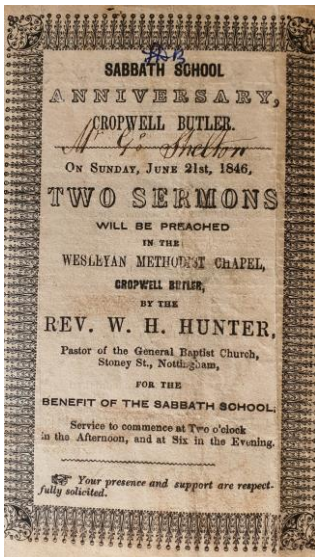 SABBATH SCHOOL
ANNIVERSARY,
CROPWELL BUTLER.
Mr Geo Shelton
ON SUNDAY, JUNE 21st, 1846,
TWO SERMONS
WILL BE PREACHED
IN THE
WESLEYAN METHODIST CHAPEL,
CROPWELL BUTLER,
BY THE
REV. W. H. HUNTER,
Pastor of the General Baptist Church,
Stoney St., Nottingham,
FOR THE
BENEFIT OF THE SABBATH SCHOOL.
Service to commence at Two o'clock
in the Afternoon, and at Six in the Evening.
☞ Your presence and support are respect-
fully solicited.